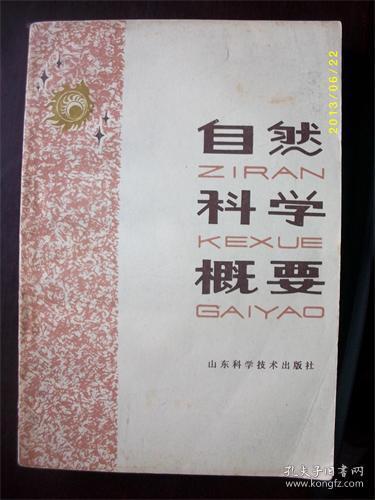 2013/06/22
自然
ZIRAN
科学
KEXUE
概要
GAIYAO
山东科学技术出版社
孔夫子旧书网
www.kongfz.com